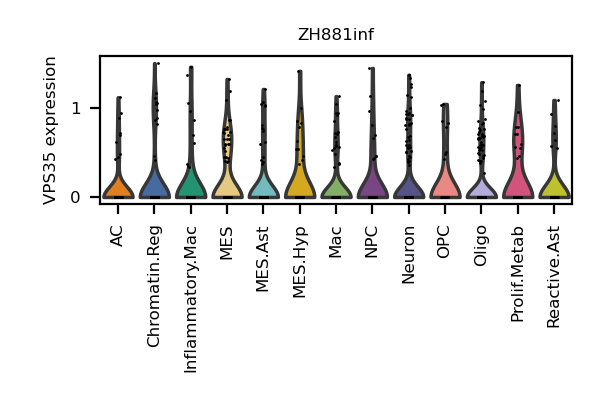 ZH881inf
VPS35 expression
1
0
AC
Chromatin.Reg
Inflammatory.Mac
MES
MES.Ast
MES.Hyp
Mac
NPC
Neuron
OPC
Oligo
Prolif.Metab
Reactive.Ast